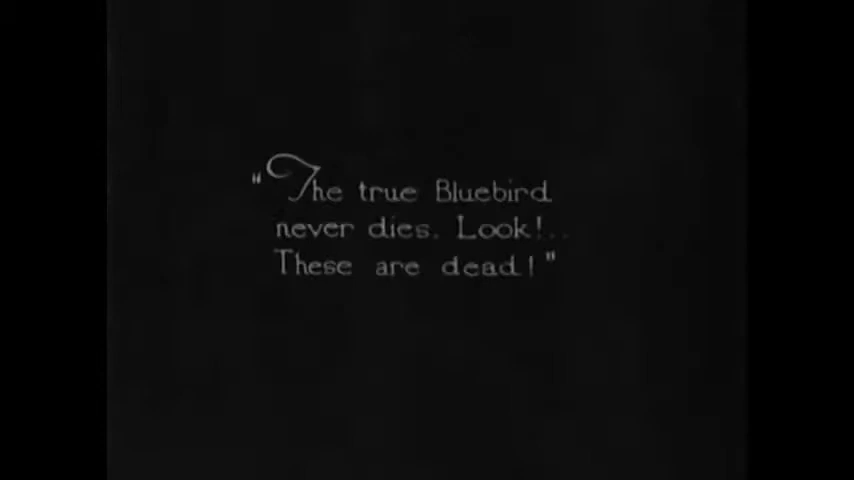 "The true Bluebird
never dies. Look!..
These are dead!"